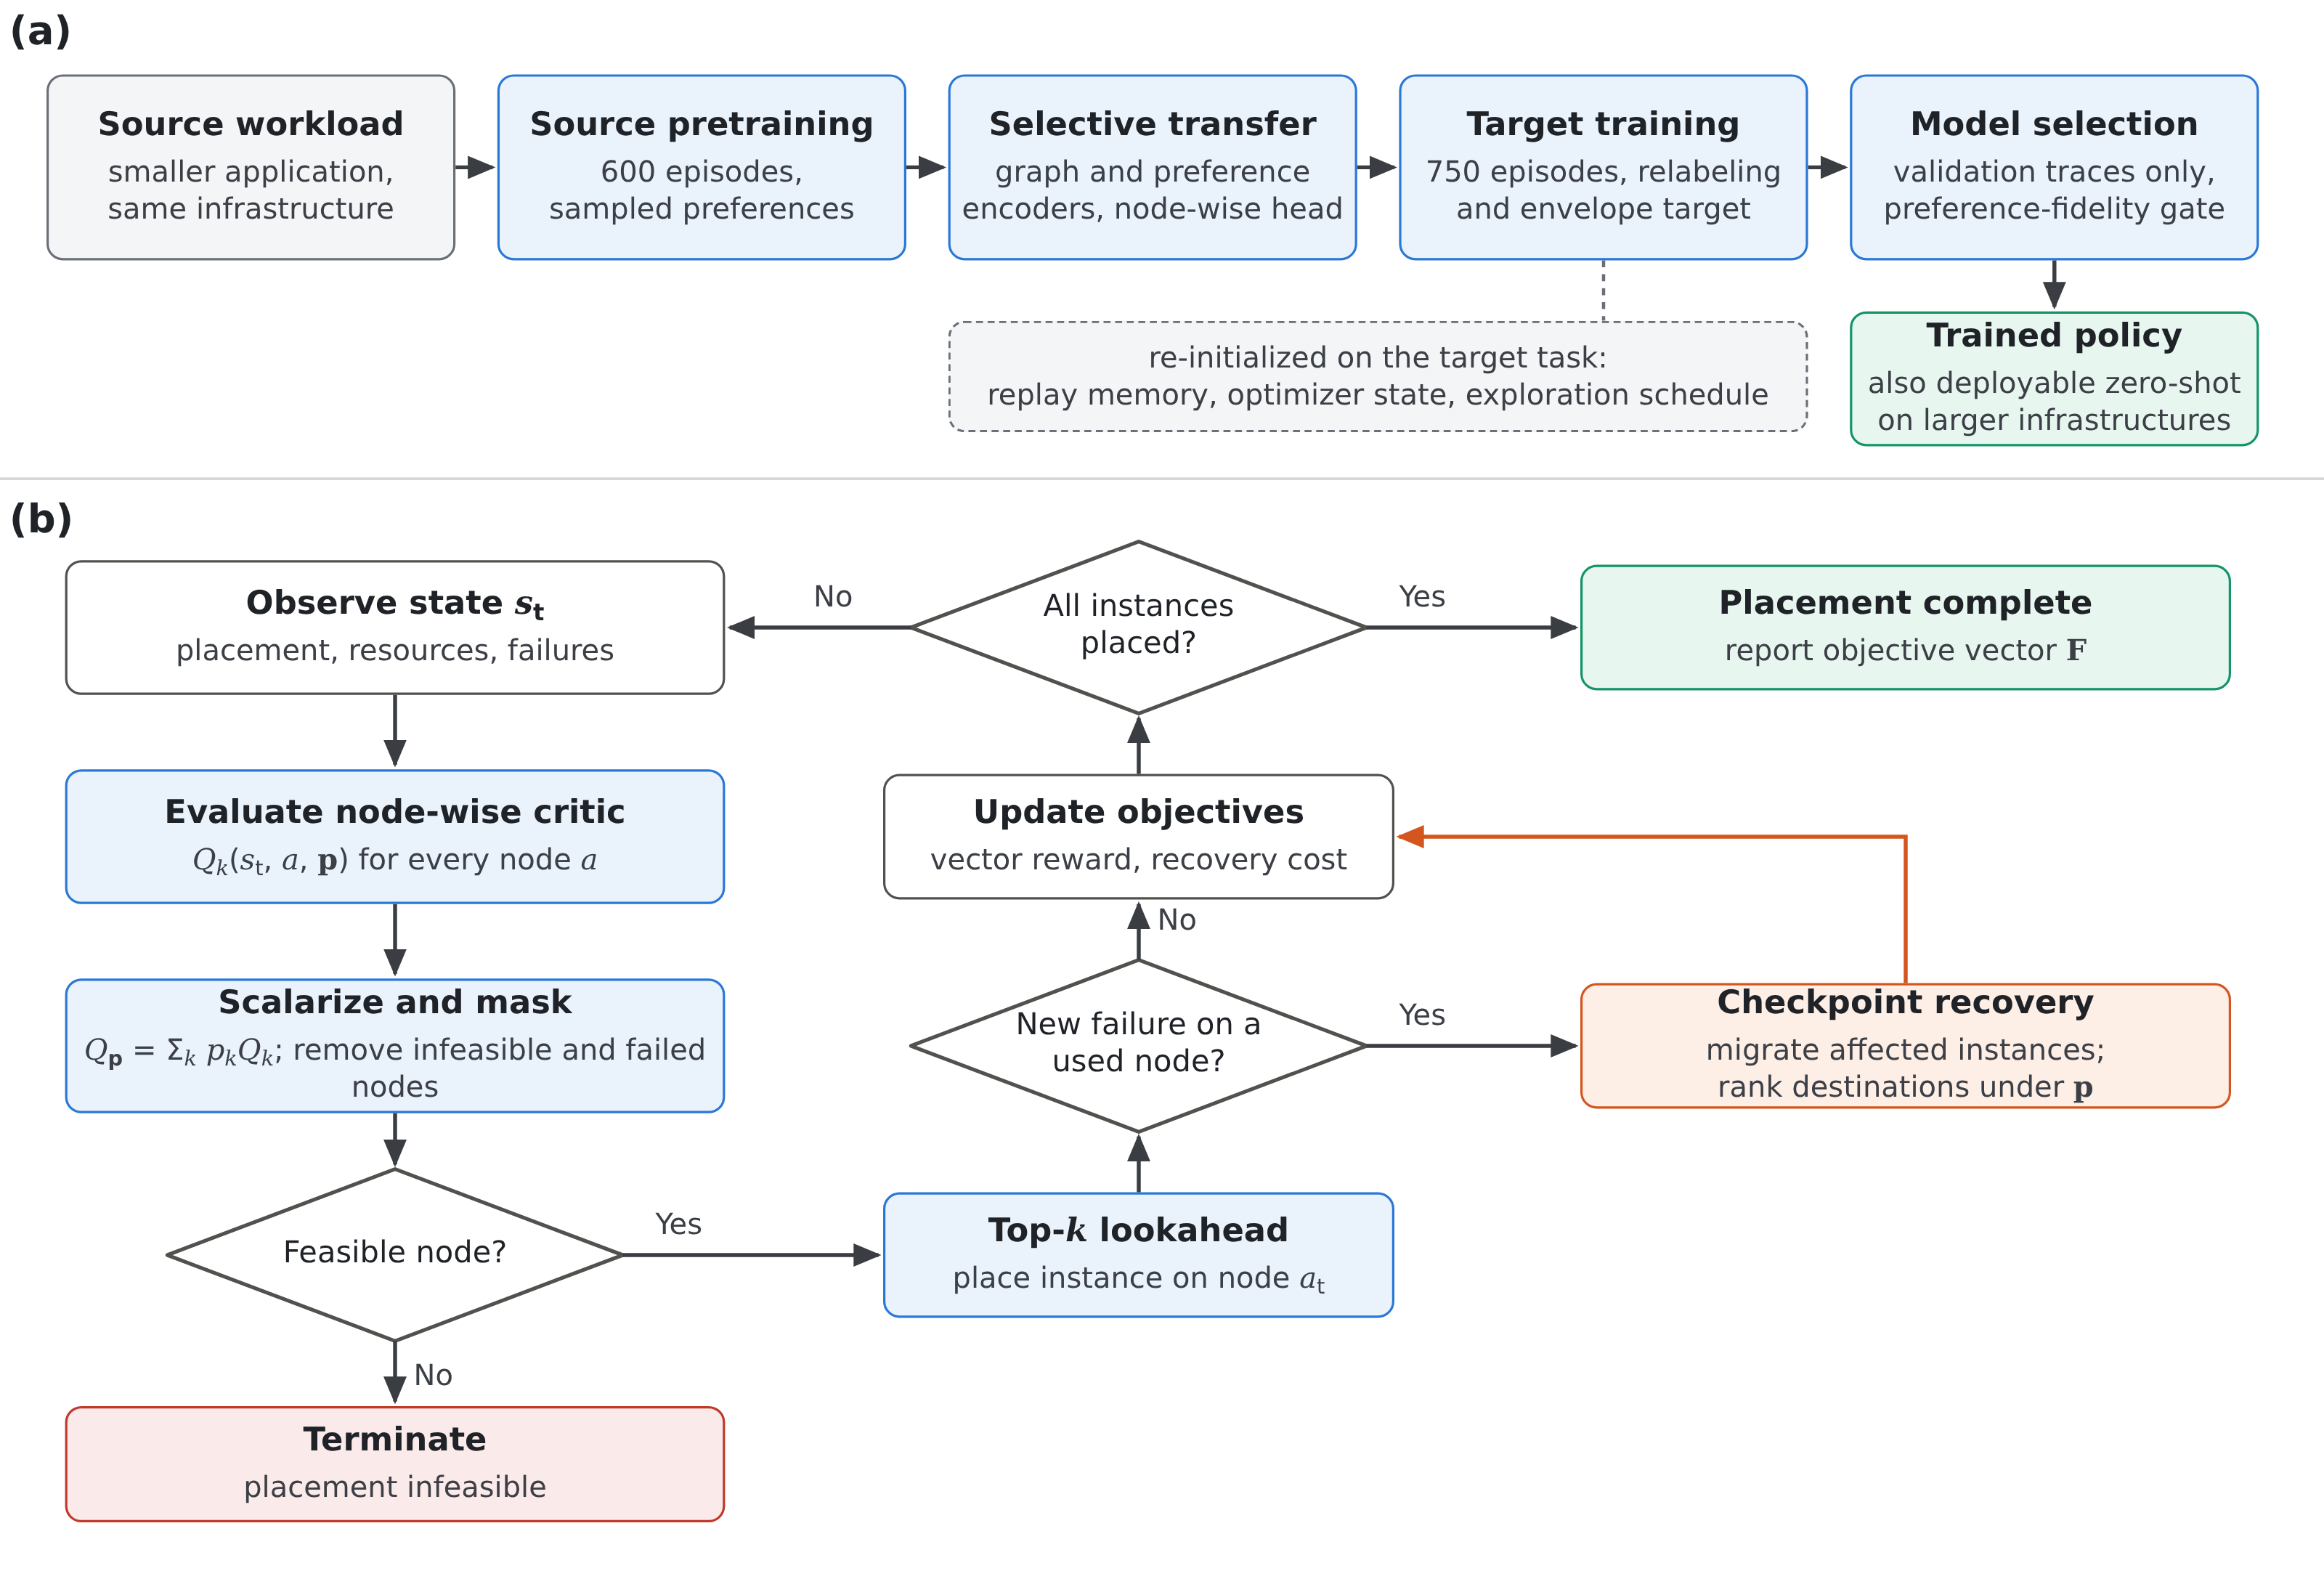 (a)
Source workload
smaller application,
same infrastructure
Source pretraining
600 episodes,
sampled preferences
Selective transfer
graph and preference
encoders, node-wise head
Target training
750 episodes, relabeling
and envelope target
Model selection
validation traces only,
preference-fidelity gate
re-initialized on the target task:
replay memory, optimizer state, exploration schedule
Trained policy
also deployable zero-shot
on larger infrastructures
(b)
Observe state sₜ
placement, resources, failures
No
All instances
placed?
Yes
Placement complete
report objective vector F
Evaluate node-wise critic
Qₖ(sₜ, a, p) for every node a
Update objectives
vector reward, recovery cost
No
Scalarize and mask
Qₚ = Σₖ pₖQₖ; remove infeasible and failed
nodes
New failure on a
used node?
Yes
Checkpoint recovery
migrate affected instances;
rank destinations under p
Feasible node?
Yes
Top-k lookahead
place instance on node aₜ
No
Terminate
placement infeasible